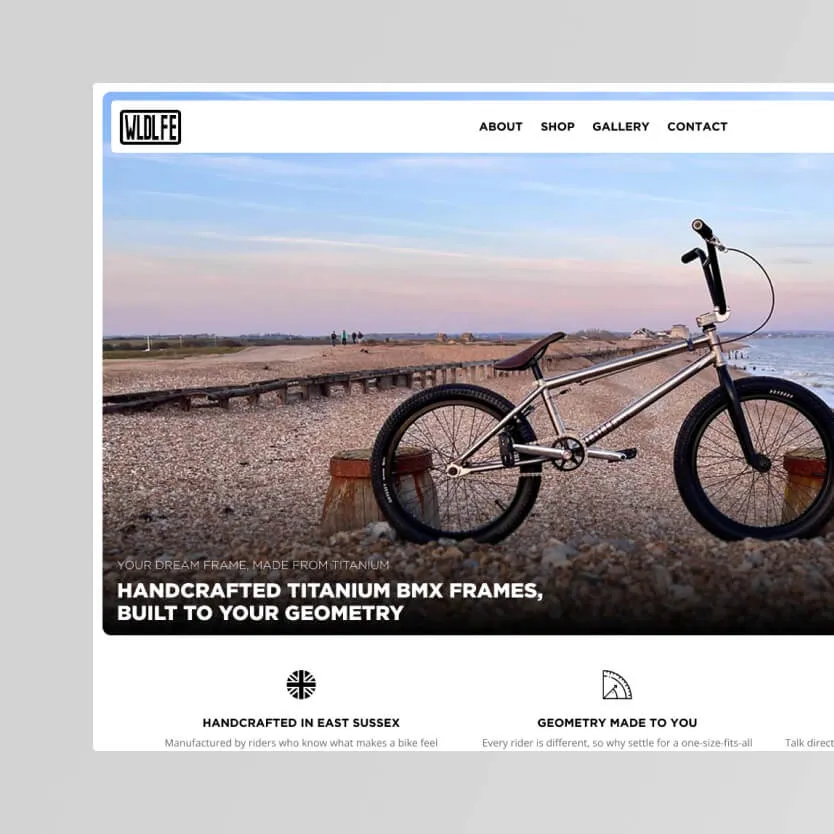 WLDLFE
ABOUT SHOP GALLERY CONTACT
YOUR DREAM FRAME, MADE FROM TITANIUM
HANDCRAFTED TITANIUM BMX FRAMES,
BUILT TO YOUR GEOMETRY
HANDCRAFTED IN EAST SUSSEX
GEOMETRY MADE TO YOU
Manufactured by riders who know what makes a bike feel
Every rider is different, so why settle for a one-size-fits-all
Talk direct